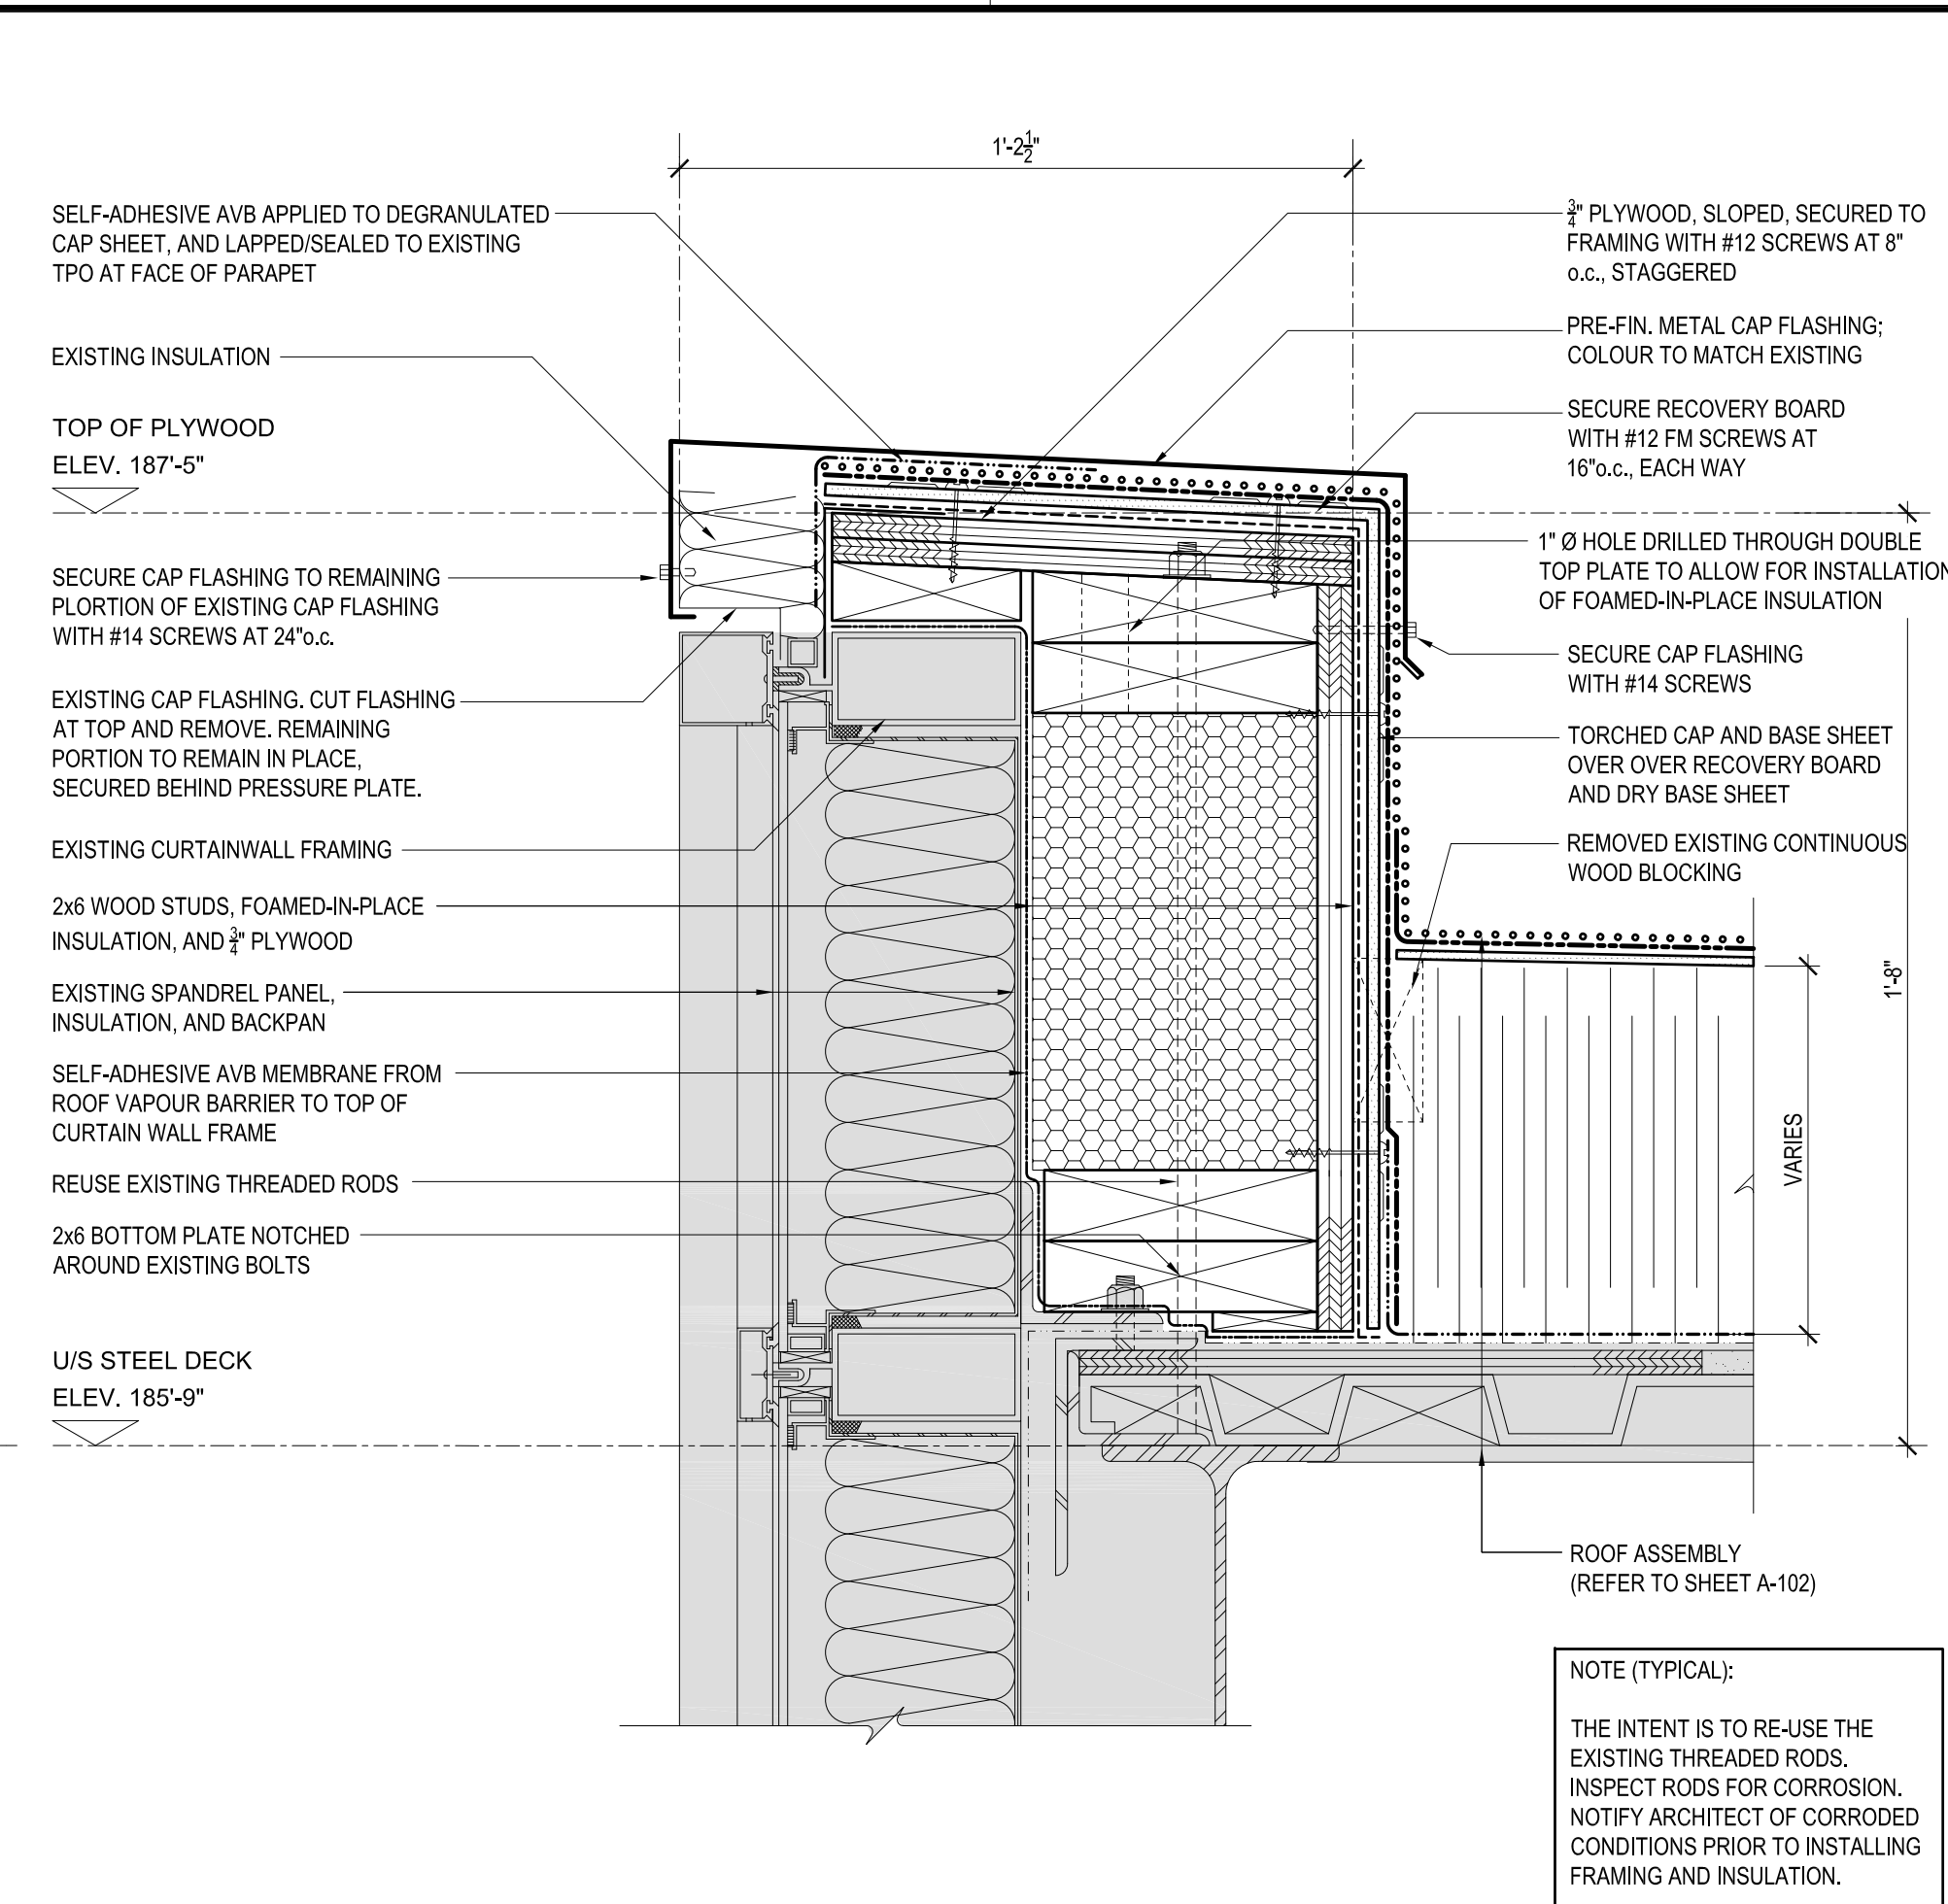 1'-2 1/2"
SELF-ADHESIVE AVB APPLIED TO DEGRANULATED
CAP SHEET, AND LAPPED/SEALED TO EXISTING
TPO AT FACE OF PARAPET
EXISTING INSULATION
TOP OF PLYWOOD
ELEV. 187'-5"
SECURE CAP FLASHING TO REMAINING
PLORTION OF EXISTING CAP FLASHING
WITH #14 SCREWS AT 24"o.c.
EXISTING CAP FLASHING. CUT FLASHING
AT TOP AND REMOVE. REMAINING
PORTION TO REMAIN IN PLACE,
SECURED BEHIND PRESSURE PLATE.
EXISTING CURTAINWALL FRAMING
2x6 WOOD STUDS, FOAMED-IN-PLACE
INSULATION, AND 3/4" PLYWOOD
EXISTING SPANDREL PANEL,
INSULATION, AND BACKPAN
SELF-ADHESIVE AVB MEMBRANE FROM
ROOF VAPOUR BARRIER TO TOP OF
CURTAIN WALL FRAME
REUSE EXISTING THREADED RODS
2x6 BOTTOM PLATE NOTCHED
AROUND EXISTING BOLTS
U/S STEEL DECK
ELEV. 185'-9"
3/4" PLYWOOD, SLOPED, SECURED TO
FRAMING WITH #12 SCREWS AT 8"
o.c., STAGGERED
PRE-FIN. METAL CAP FLASHING;
COLOUR TO MATCH EXISTING
SECURE RECOVERY BOARD
WITH #12 FM SCREWS AT
16"o.c., EACH WAY
1" Ø HOLE DRILLED THROUGH DOUBLE
TOP PLATE TO ALLOW FOR INSTALLATION
OF FOAMED-IN-PLACE INSULATION
SECURE CAP FLASHING
WITH #14 SCREWS
TORCHED CAP AND BASE SHEET
OVER OVER RECOVERY BOARD
AND DRY BASE SHEET
REMOVED EXISTING CONTINUOUS
WOOD BLOCKING
1'-8"
VARIES
ROOF ASSEMBLY
(REFER TO SHEET A-102)
NOTE (TYPICAL):
THE INTENT IS TO RE-USE THE
EXISTING THREADED RODS.
INSPECT RODS FOR CORROSION.
NOTIFY ARCHITECT OF CORRODED
CONDITIONS PRIOR TO INSTALLING
FRAMING AND INSULATION.